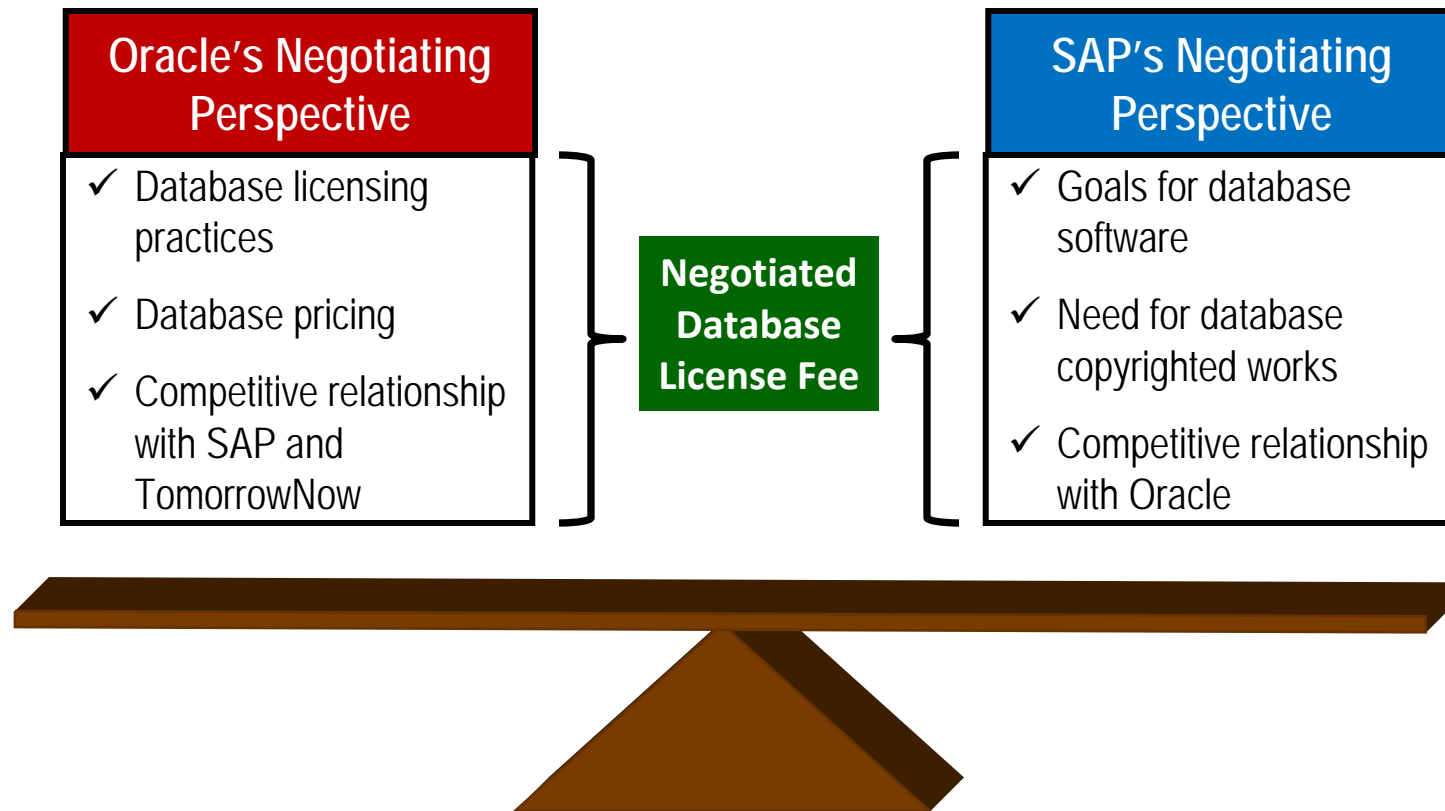 Oracle's Negotiating
Perspective
✓ Database licensing
practices
✓ Database pricing
✓ Competitive relationship
with SAP and
TomorrowNow
Negotiated
Database
License Fee
SAP's Negotiating
Perspective
✓ Goals for database
software
✓ Need for database
copyrighted works
✓ Competitive relationship
with Oracle